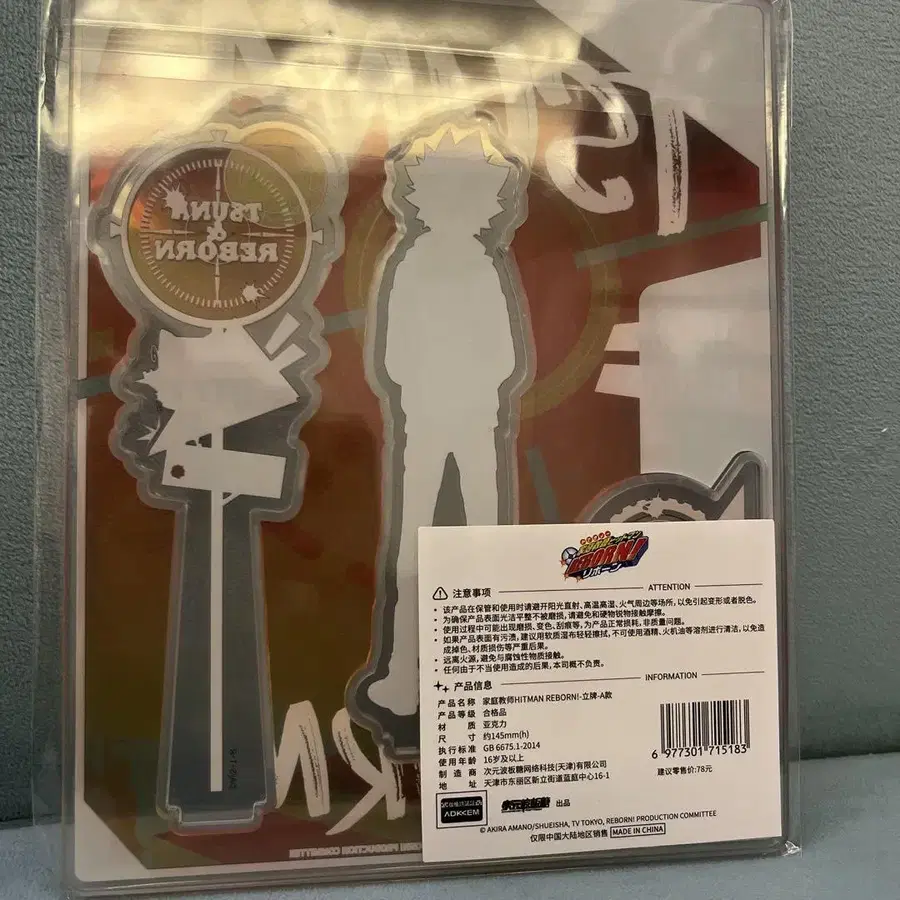 TSUNA
TSUNA
&
REBORN
REBORN!
リボーン
注意事项 ATTENTION
• 该产品在保管和使用时请避开阳光直射、高温高湿、火气周边等场所，以免引起变形或者脱色。
• 为确保产品表面光洁平整不被磨损，请避免和硬物锐物接触摩擦。
• 使用过程中可能出现磨损、变色、刮痕等，为产品正常损耗，非质量问题。
• 如果产品表面有污渍，建议用软质湿布轻轻擦拭，不可使用酒精、火机油等溶剂进行清洁，以免造
成掉色、材质损伤等严重后果。
• 远离火源，避免与腐蚀性物质接触。
• 任何由于不当使用造成的后果，本司概不负责。
产品信息 INFORMATION
产品名称 家庭教师HITMAN REBORN!-立牌-A款
产品等级 合格品
材 质 亚克力
尺 寸 约145mm(h)
执行标准 GB 6675.1-2014
使用年龄 16岁及以上
制造商 次元波板糖网络科技(天津)有限公司
地 址 天津市东丽区新立街道蓝庭中心16-1
6 977301 715183
建议零售价:78元
出品
© AKIRA AMANO/SHUEISHA, TV TOKYO, REBORN! PRODUCTION COMMITTEE
仅限中国大陆地区销售 MADE IN CHINA